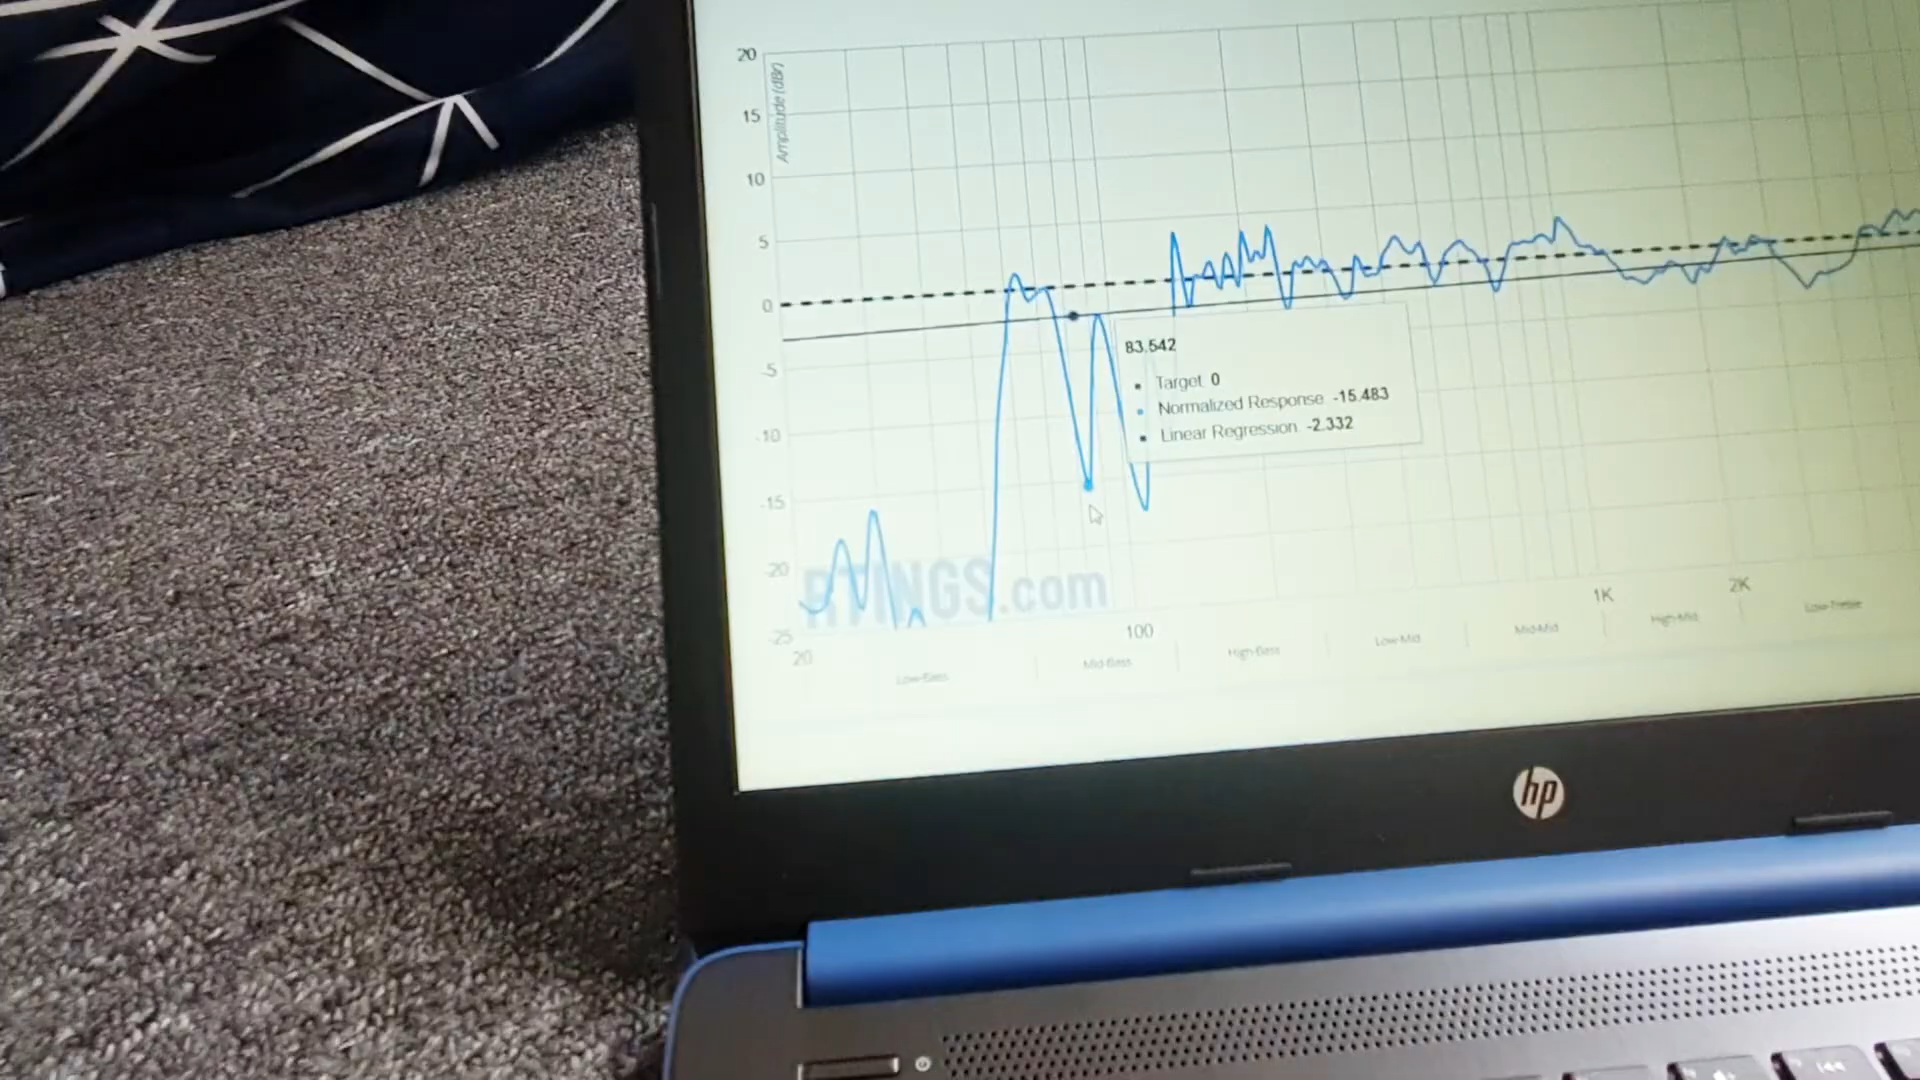 20
Amplitude (dBr)
15
10
5
0
-5
-10
-15
-20
-25
83.542
Target 0
Normalized Response -15.483
Linear Regression -2.332
RTINGS.com
20
100
1K
2K
Low-Bass
Mid-Bass
High-Bass
Low-Mid
Mid-Mid
High-Mid
Low-Treble
hp